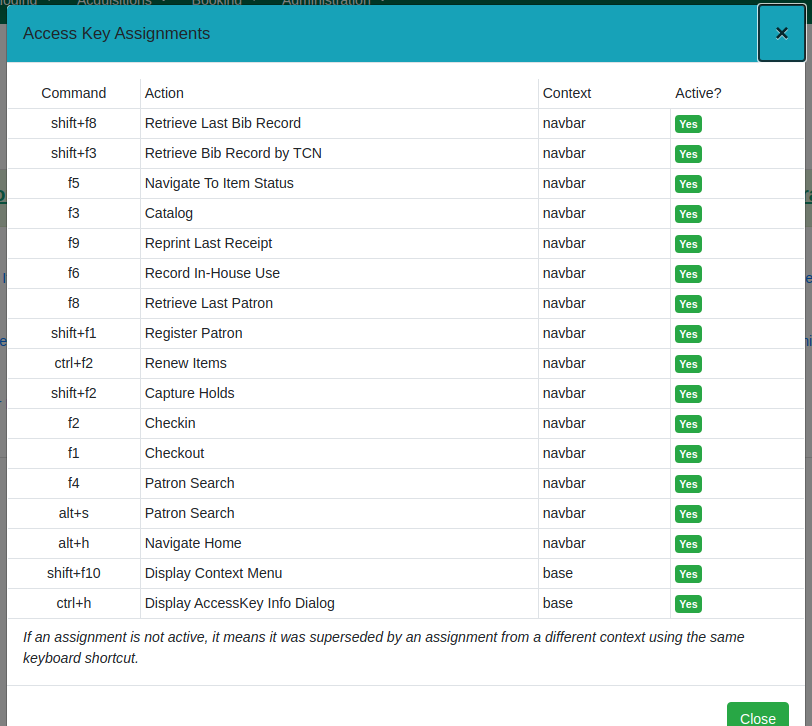 Acquisitions Booking Administration
Access Key Assignments ×
Command Action Context Active?
shift+f8 Retrieve Last Bib Record navbar Yes
shift+f3 Retrieve Bib Record by TCN navbar Yes
f5 Navigate To Item Status navbar Yes
f3 Catalog navbar Yes
f9 Reprint Last Receipt navbar Yes
f6 Record In-House Use navbar Yes
f8 Retrieve Last Patron navbar Yes
shift+f1 Register Patron navbar Yes
ctrl+f2 Renew Items navbar Yes
shift+f2 Capture Holds navbar Yes
f2 Checkin navbar Yes
f1 Checkout navbar Yes
f4 Patron Search navbar Yes
alt+s Patron Search navbar Yes
alt+h Navigate Home navbar Yes
shift+f10 Display Context Menu base Yes
ctrl+h Display AccessKey Info Dialog base Yes
If an assignment is not active, it means it was superseded by an assignment from a different context using the same
keyboard shortcut.
Close